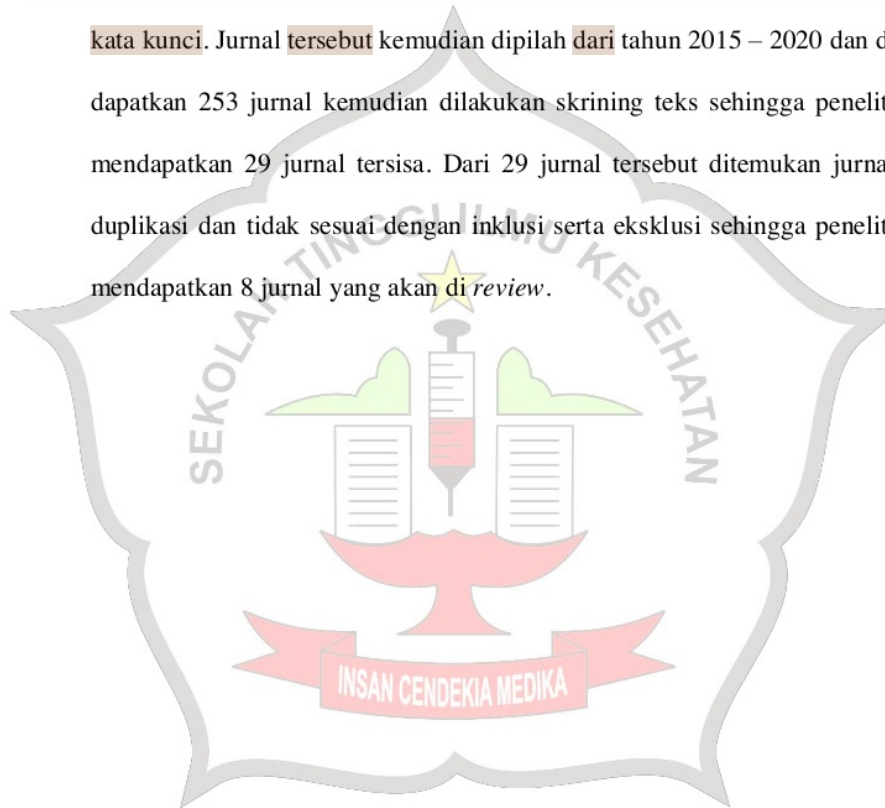 kata kunci. Jurnal tersebut kemudian dipilah dari tahun 2015 – 2020 dan d
dapatkan 253 jurnal kemudian dilakukan skrining teks sehingga penelit
mendapatkan 29 jurnal tersisa. Dari 29 jurnal tersebut ditemukan jurna
duplikasi dan tidak sesuai dengan inklusi serta eksklusi sehingga penelit
mendapatkan 8 jurnal yang akan di review.
SEKOLAH TINGGI ILMU KESEHATAN
INSAN CENDEKIA MEDIKA